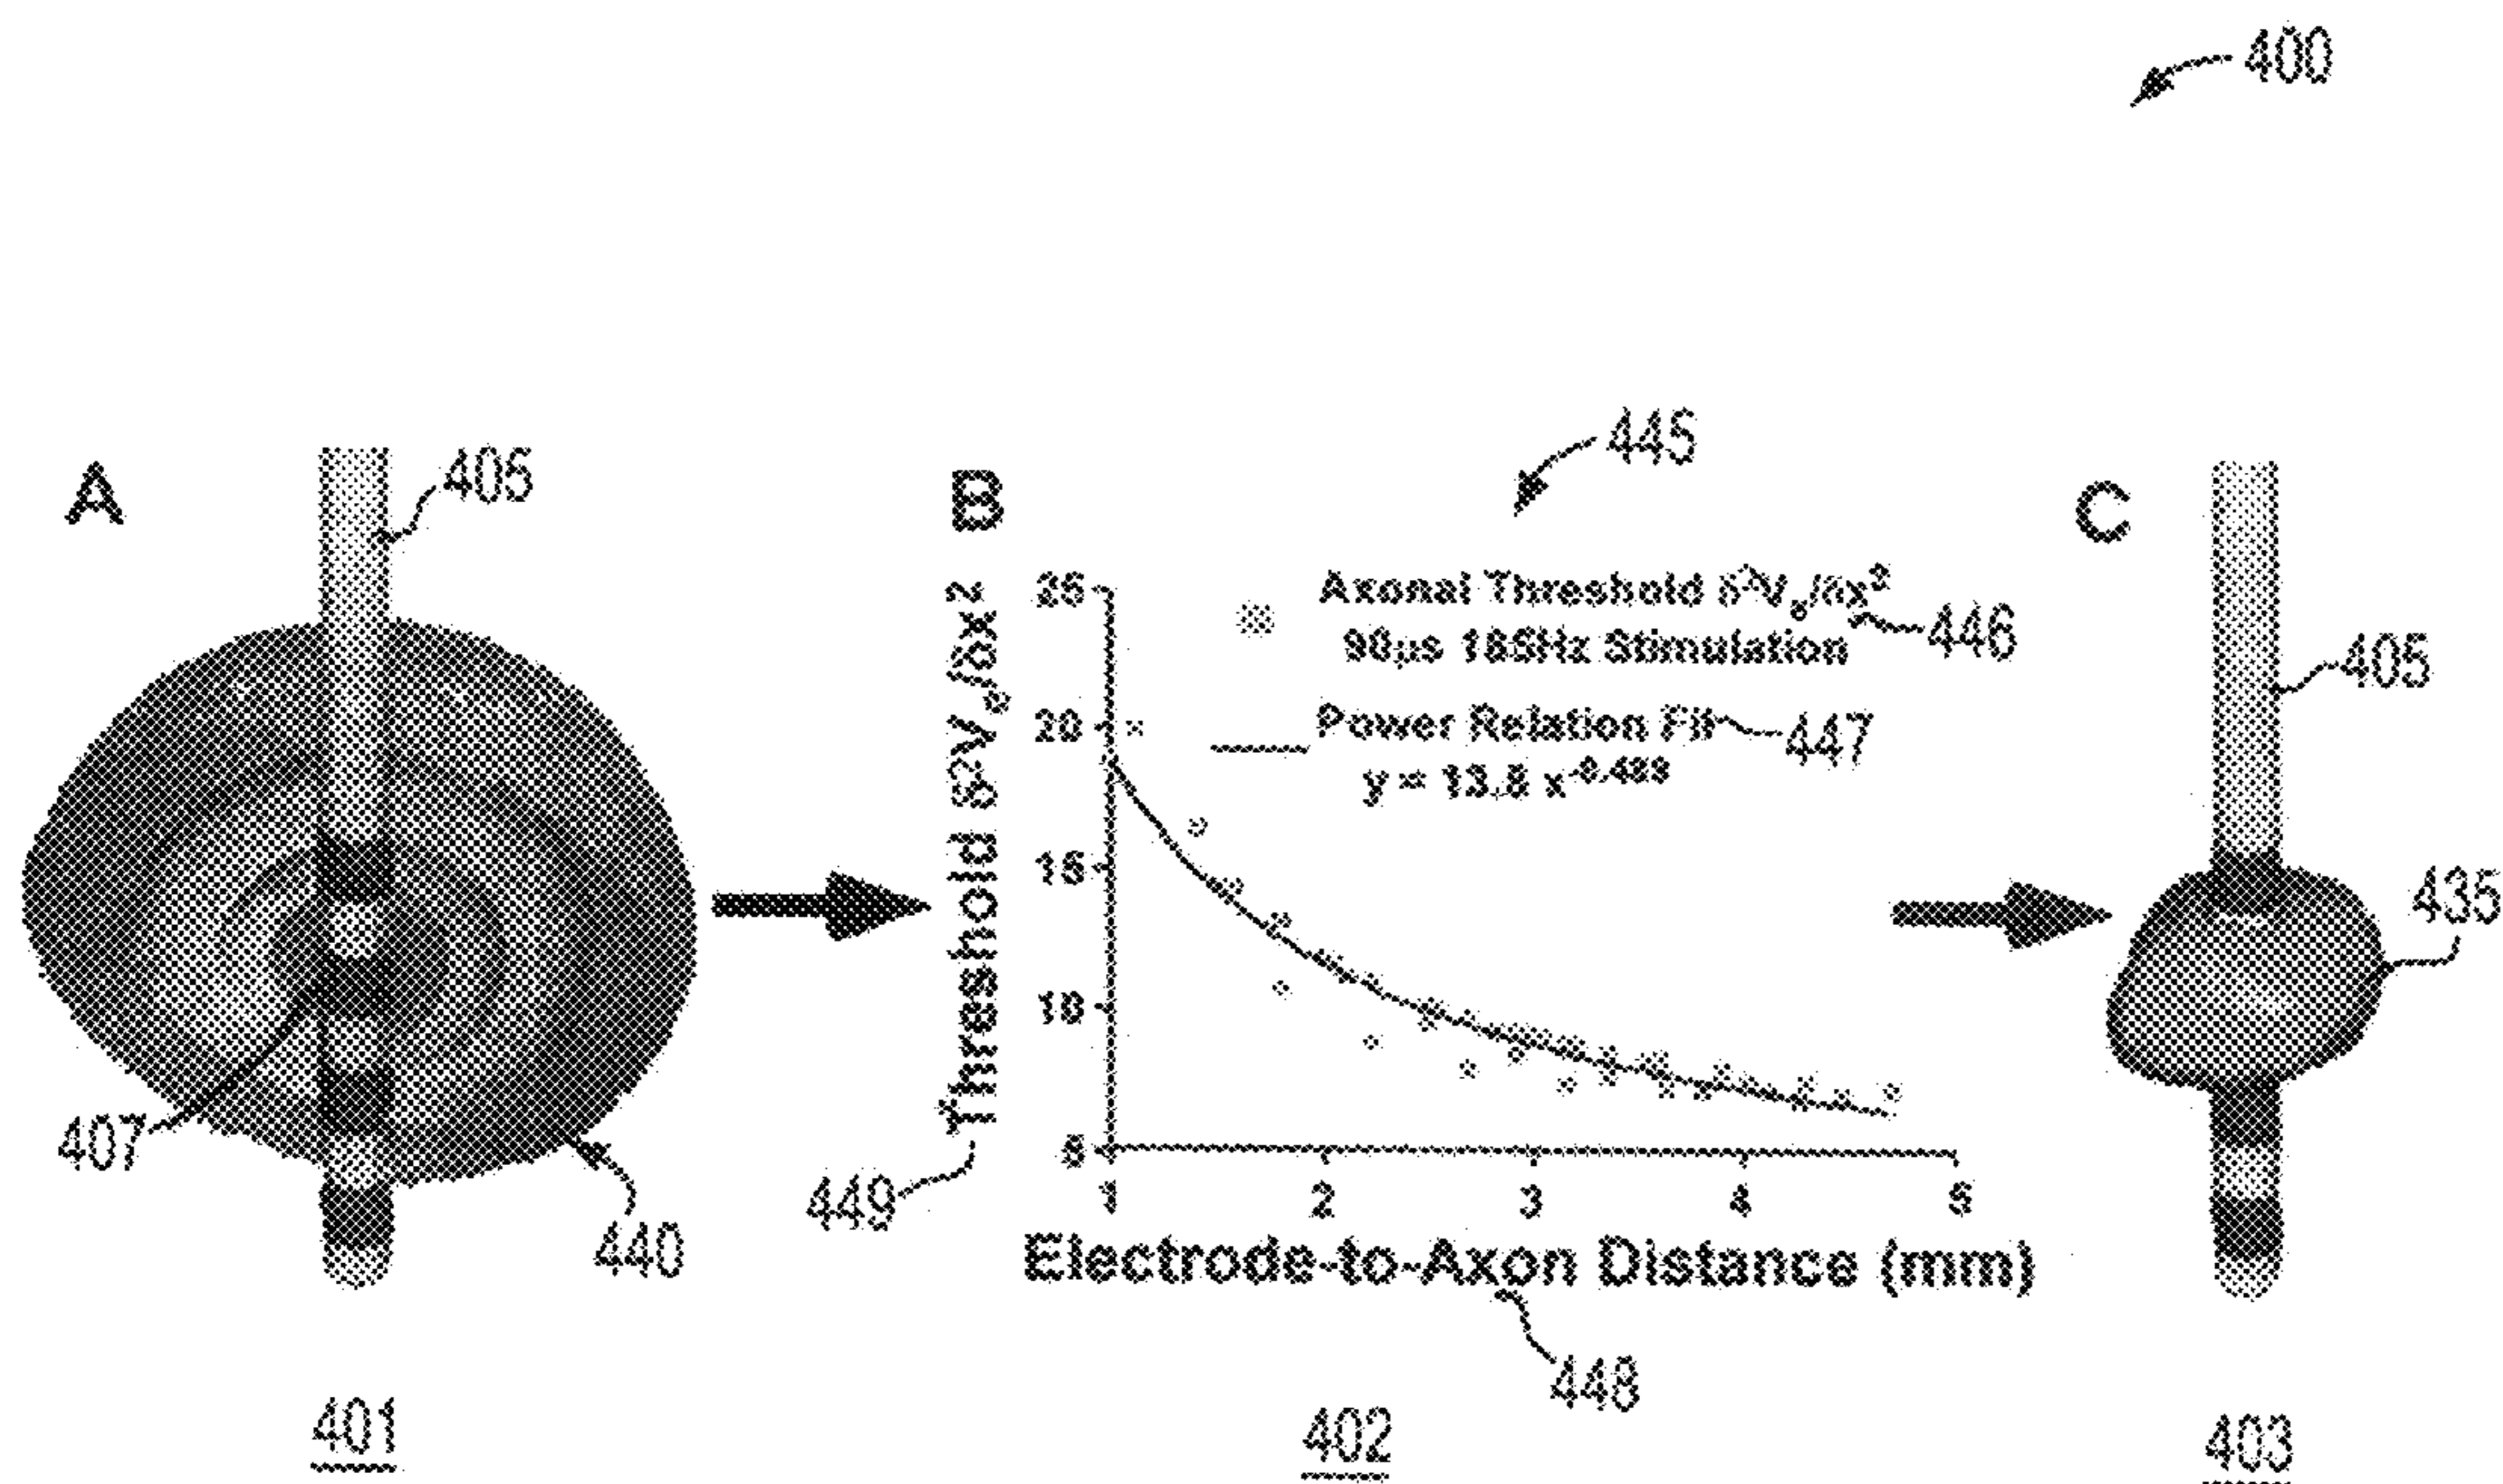 400
A
405
B
445
C
Threshold δ²Vₑ/δx²
25
20
15
10
5
Axonal Threshold δ²Vₑ/δx²
90μs Stimulation
446
Power Relation Fit
447
y =
405
435
407
440
449
1
2
3
4
5
Electrode-to-Axon Distance (mm)
448
401
402
403